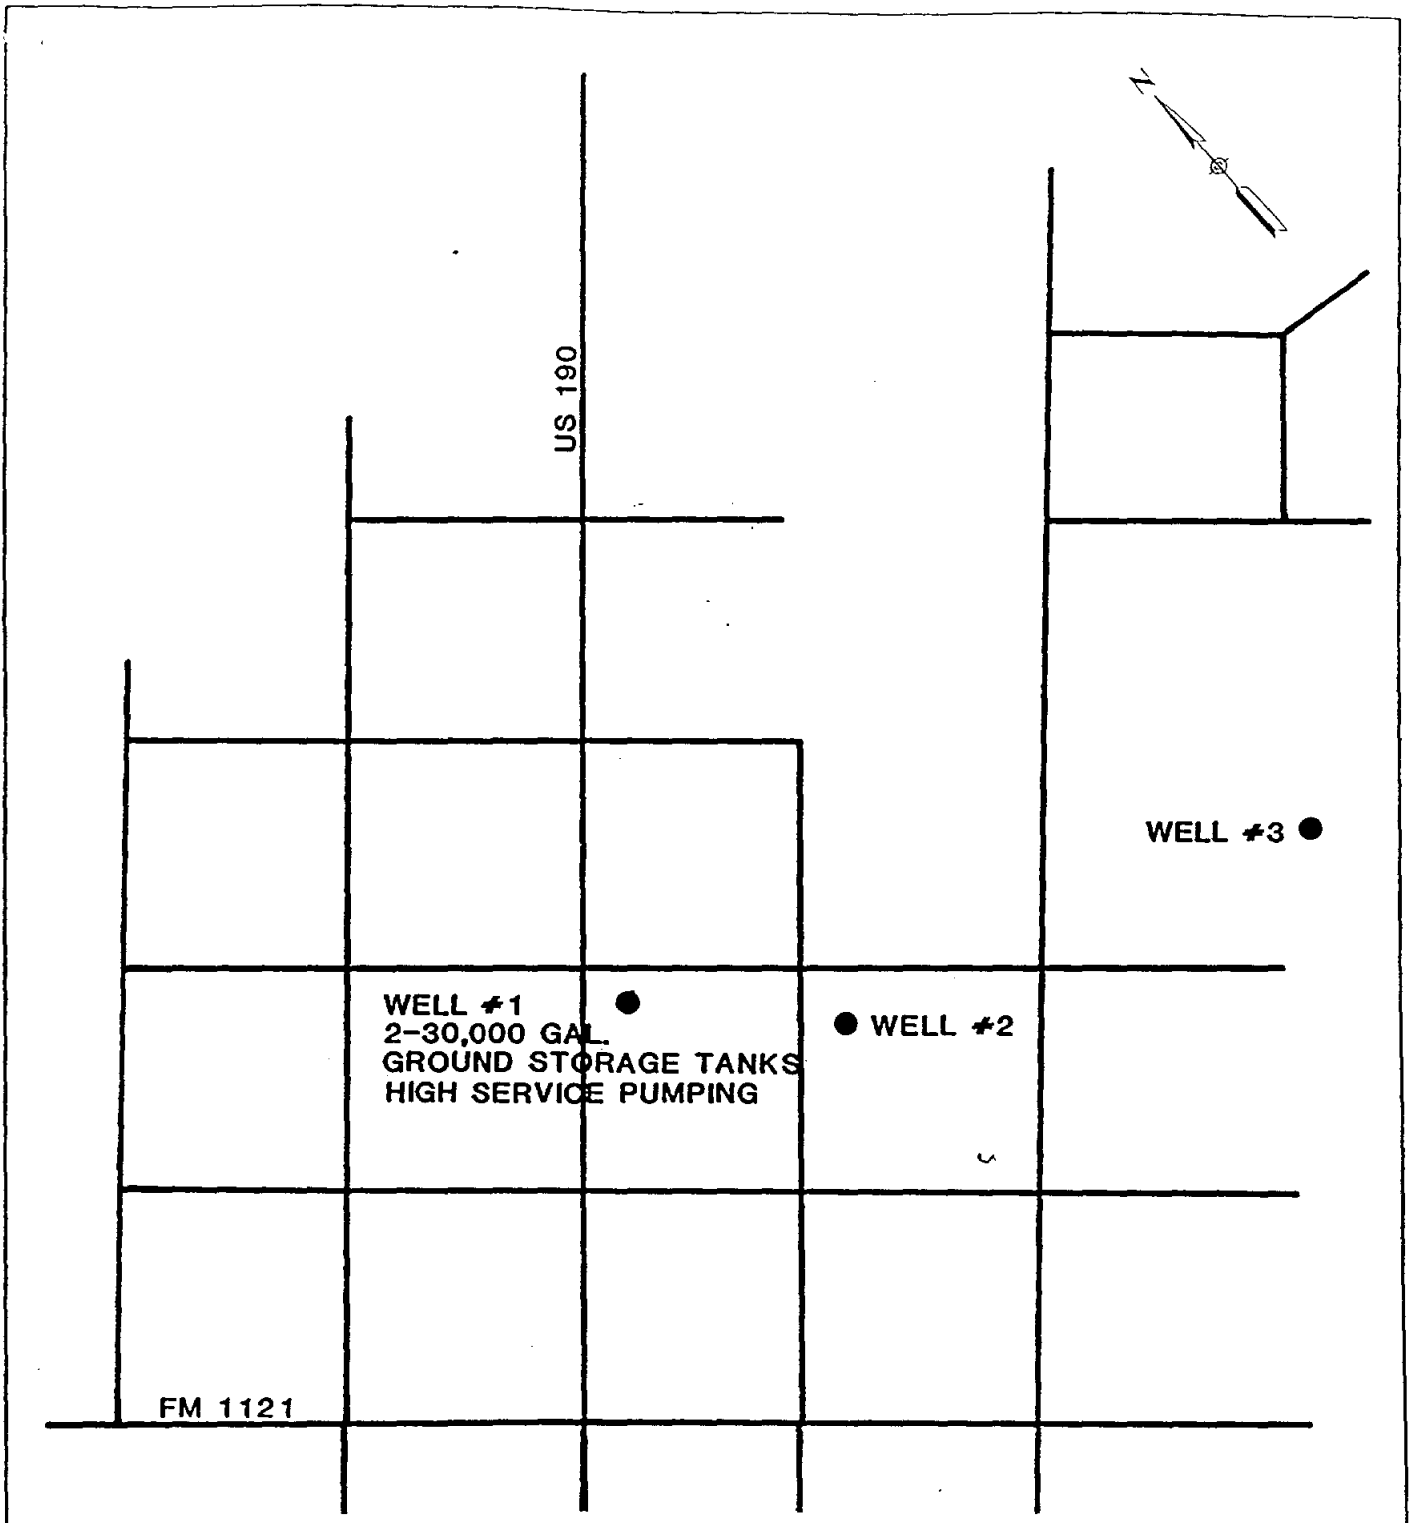 N
US 190
WELL #3
WELL #1
2-30,000 GAL.
GROUND STORAGE TANKS
HIGH SERVICE PUMPING
WELL #2
FM 1121